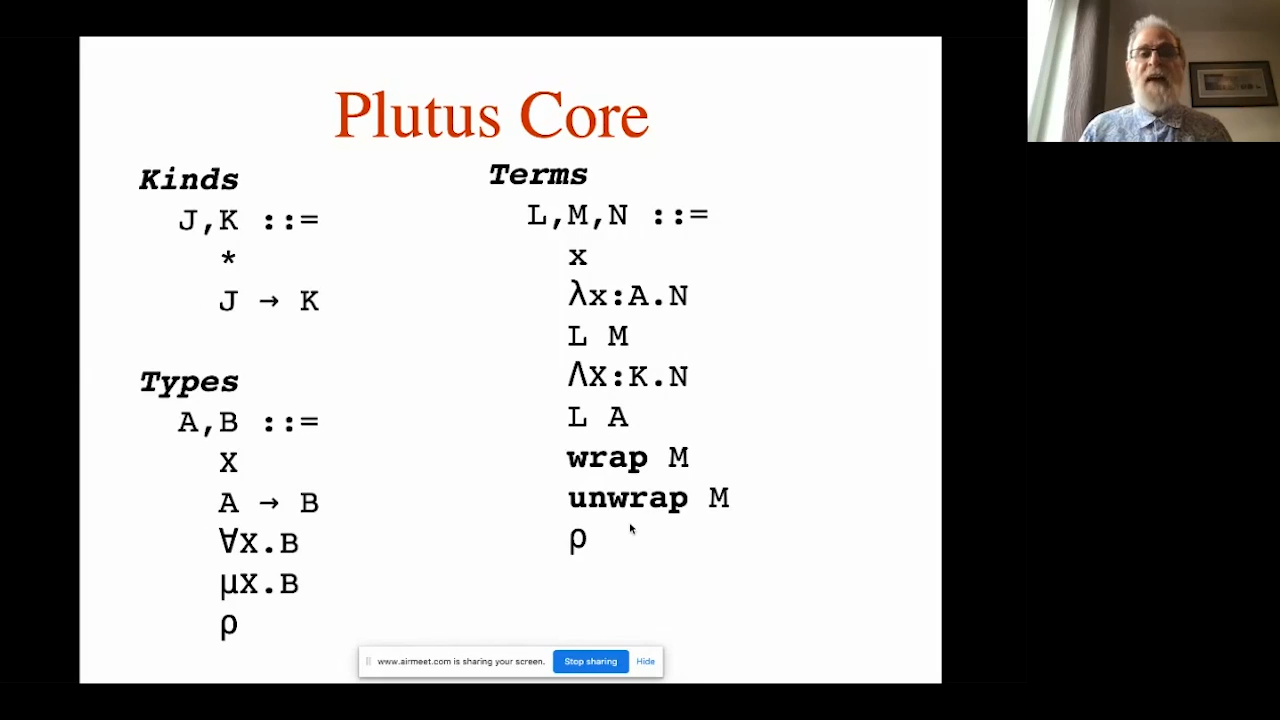 Plutus Core
Kinds
J,K ::=
*
J → K
Types
A,B ::=
X
A → B
∀X.B
μX.B
ρ
Terms
L,M,N ::=
x
λx:A.N
L M
ΛX:K.N
L A
wrap M
unwrap M
ρ
www.airmeet.com is sharing your screen. Stop sharing Hide